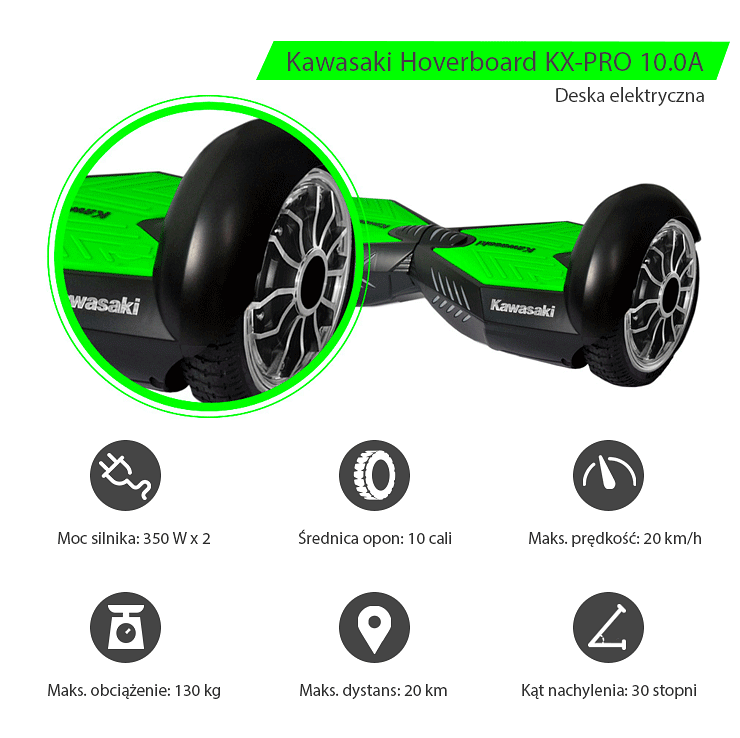 Kawasaki Hoverboard KX-PRO 10.0A
Deska elektryczna
Kawasaki
Kawasaki
wasaki
Kawasaki
Moc silnika: 350 W x 2
Średnica opon: 10 cali
Maks. prędkość: 20 km/h
Maks. obciążenie: 130 kg
Maks. dystans: 20 km
Kąt nachylenia: 30 stopni